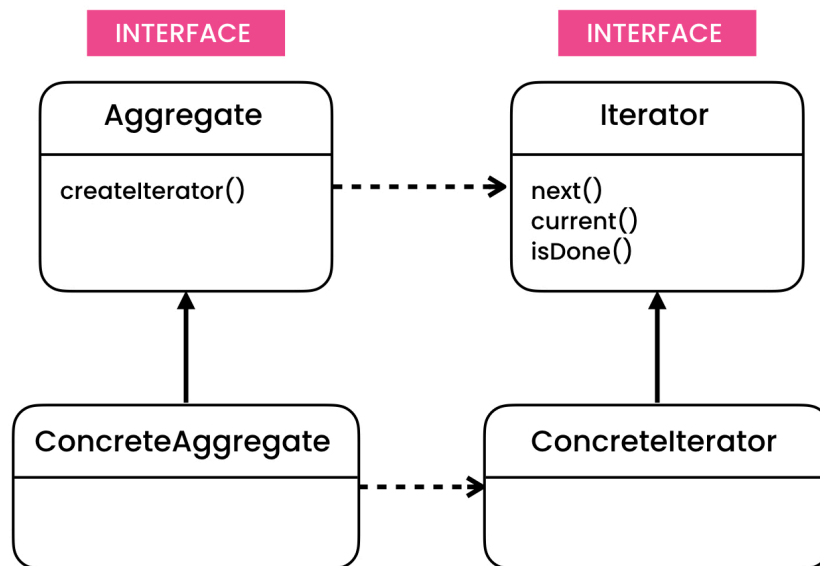 INTERFACE
INTERFACE
Aggregate
createIterator()
Iterator
next()
current()
isDone()
ConcreteAggregate
ConcreteIterator